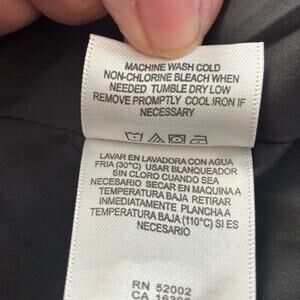 MACHINE WASH COLD
NON-CHLORINE BLEACH WHEN
NEEDED TUMBLE DRY LOW
REMOVE PROMPTLY COOL IRON IF
NECESSARY
LAVAR EN LAVADORA CON AGUA
FRIA (30°C) USAR BLANQUEADOR
SIN CLORO CUANDO SEA
NECESARIO SECAR EN MAQUINA A
TEMPERATURA BAJA RETIRAR
INMEDIATAMENTE PLANCHA A
TEMPERATURA BAJA (110°C) SI ES
NECESARIO
RN 52002
CA